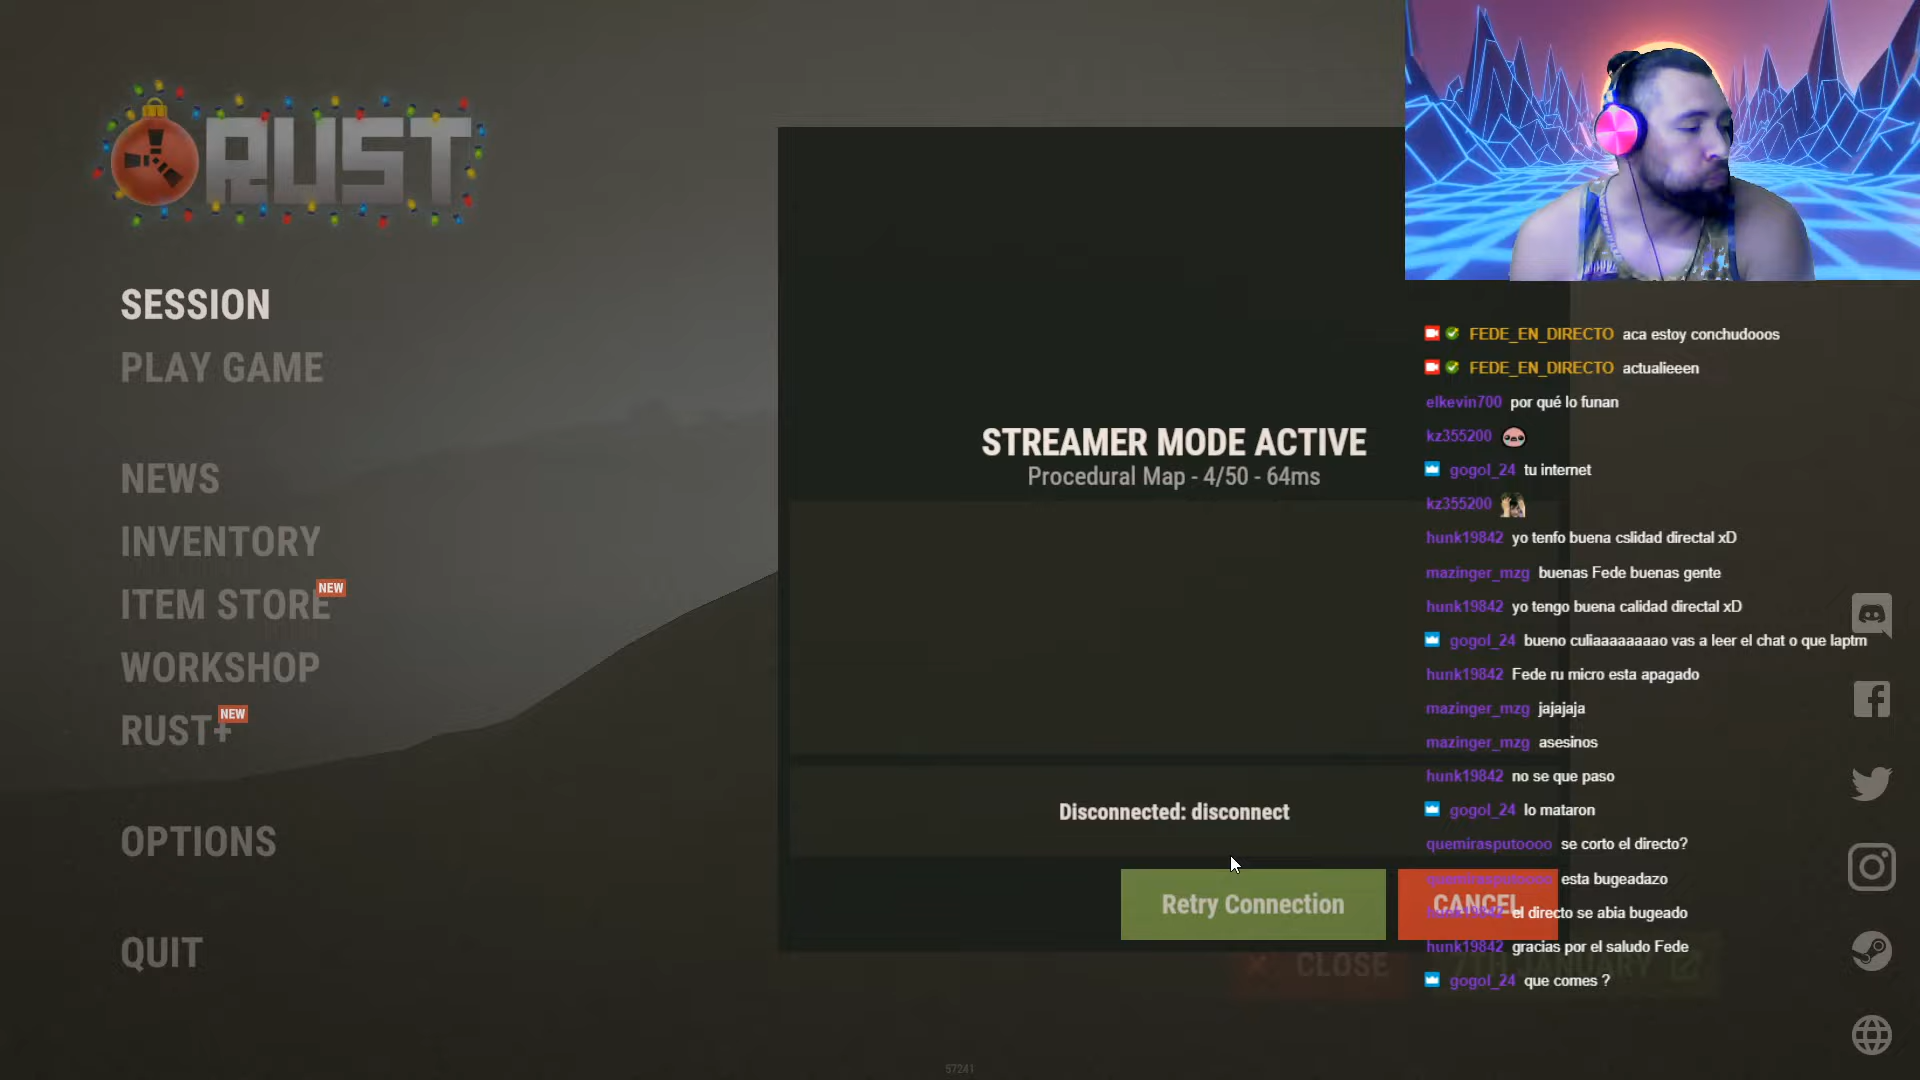 RUST
SESSION
PLAY GAME
NEWS
INVENTORY
ITEM STORE NEW
WORKSHOP
RUST+ NEW
OPTIONS
QUIT
STREAMER MODE ACTIVE
Procedural Map - 4/50 - 64ms
Disconnected: disconnect
Retry Connection
CANCEL
CLOSE
FEDE_EN_DIRECTO aca estoy conchudooos
FEDE_EN_DIRECTO actualieeen
elkevin700 por qué lo funan
kz355200
gogol_24 tu internet
kz355200
hunk19842 yo tenfo buena cslidad directal xD
mazinger_mzg buenas Fede buenas gente
hunk19842 yo tengo buena calidad directal xD
gogol_24 bueno culiaaaaaaaao vas a leer el chat o que laptm
hunk19842 Fede ru micro esta apagado
mazinger_mzg jajajaja
mazinger_mzg asesinos
hunk19842 no se que paso
gogol_24 lo mataron
quemirasputoooo se corto el directo?
quemirasputoooo esta bugeadazo
hunk19842 el directo se abia bugeado
hunk19842 gracias por el saludo Fede
gogol_24 que comes ?
57241